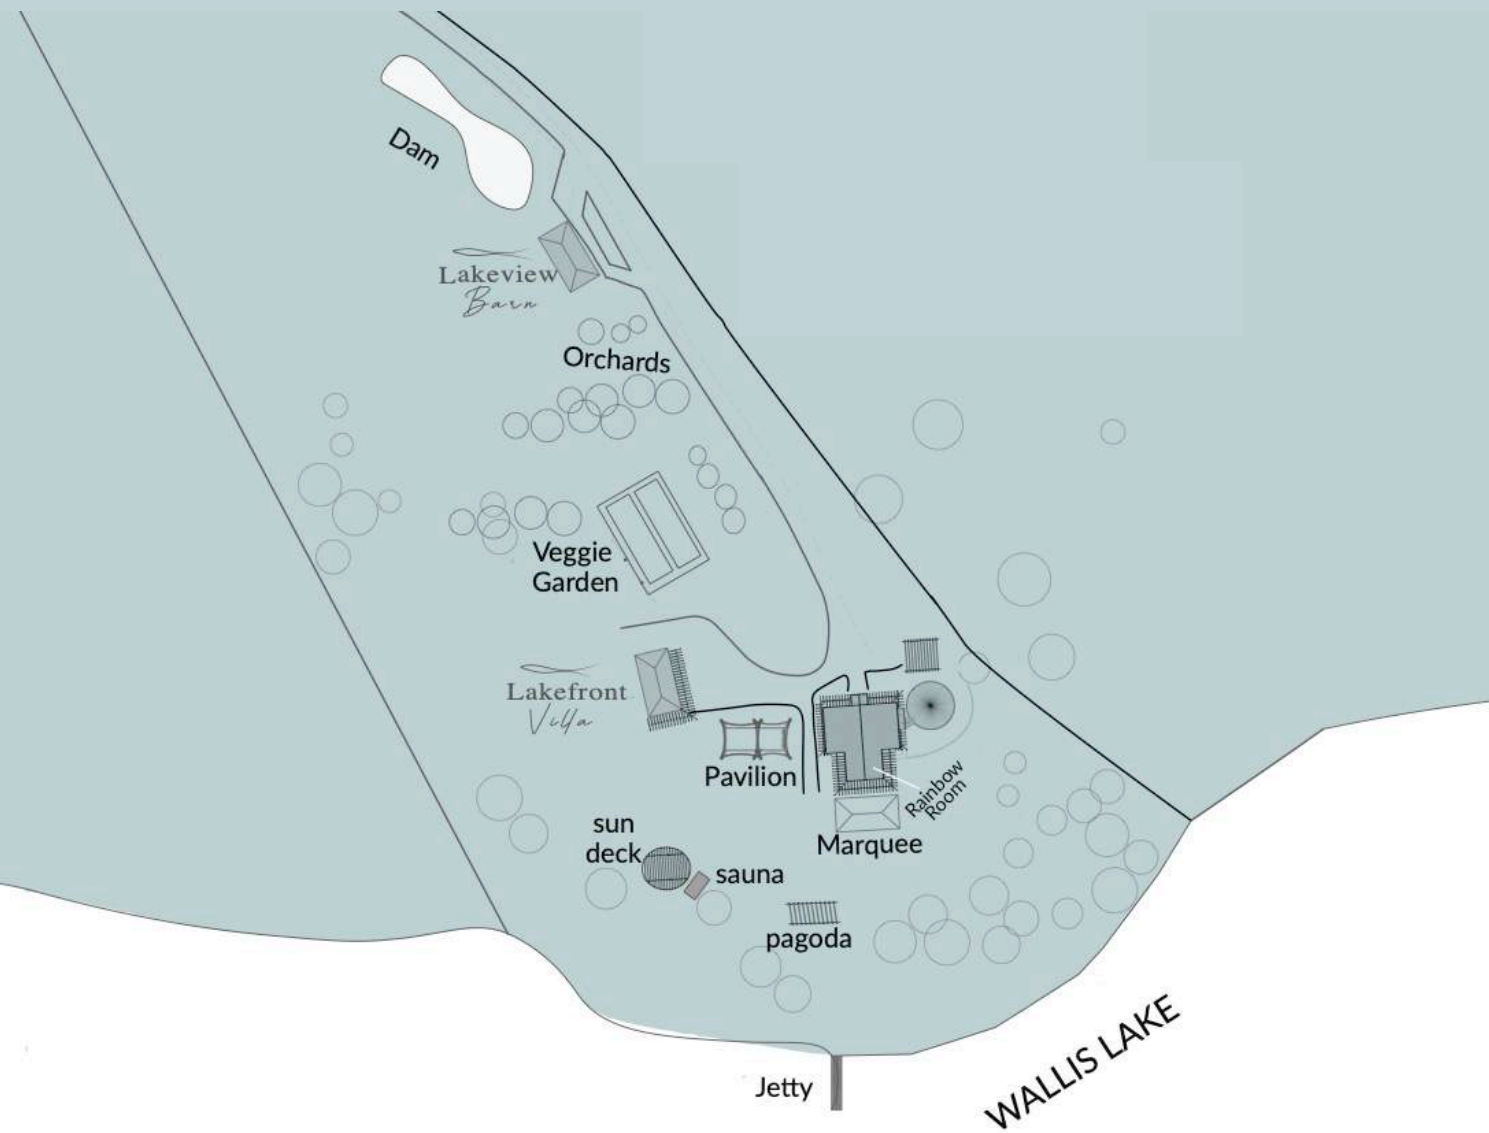 Dam
Lakeview
Barn
Orchards
Veggie
Garden
Lakefront
Villa
Pavilion
Rainbow
Room
Marquee
sun
deck
sauna
pagoda
Jetty
WALLIS LAKE